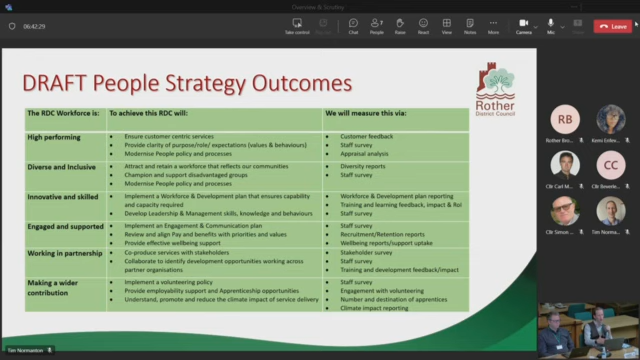 Overview & Scrutiny
06:42:29
Take control
Chat
People
7
Raise
React
View
Notes
More
Camera
Mic
Leave
DRAFT People Strategy Outcomes
Rother
District Council
The RDC Workforce is:
To achieve this RDC will:
We will measure this via:
High performing
• Ensure customer centric services
• Provide clarity of purpose/role/expectations (values & behaviours)
• Modernise People policy and processes
• Customer feedback
• Staff survey
• Appraisal analysis
Diverse and Inclusive
• Attract and retain a workforce that reflects our communities
• Champion and support disadvantaged groups
• Modernise People policy and processes
• Diversity reports
• Staff survey
Innovative and skilled
• Implement a Workforce & Development plan that ensures capability
and capacity required
• Develop Leadership & Management skills, knowledge and behaviours
• Workforce & Development plan reporting
• Training and learning feedback, impact & RoI
• Staff survey
Engaged and supported
• Implement an Engagement & Communication plan
• Review and align Pay and benefits with priorities and values
• Provide effective wellbeing support
• Staff survey
• Recruitment/Retention reports
• Wellbeing reports/support uptake
Working in partnership
• Co-produce services with stakeholders
• Collaborate to identify development opportunities working across
partner organisations
• Stakeholder survey
• Staff survey
• Training and development feedback/impact
Making a wider
contribution
• Implement a volunteering policy
• Provide employability support and Apprenticeship opportunities
• Understand, promote and reduce the climate impact of service delivery
• Staff survey
• Engagement with volunteering
• Number and destination of apprentices
• Climate impact reporting
RB
Rother Bro...
CC
Cllr Carl M...
Cllr Beverle...
Cllr Simon ...
Tim Norman...
Tim Normanton